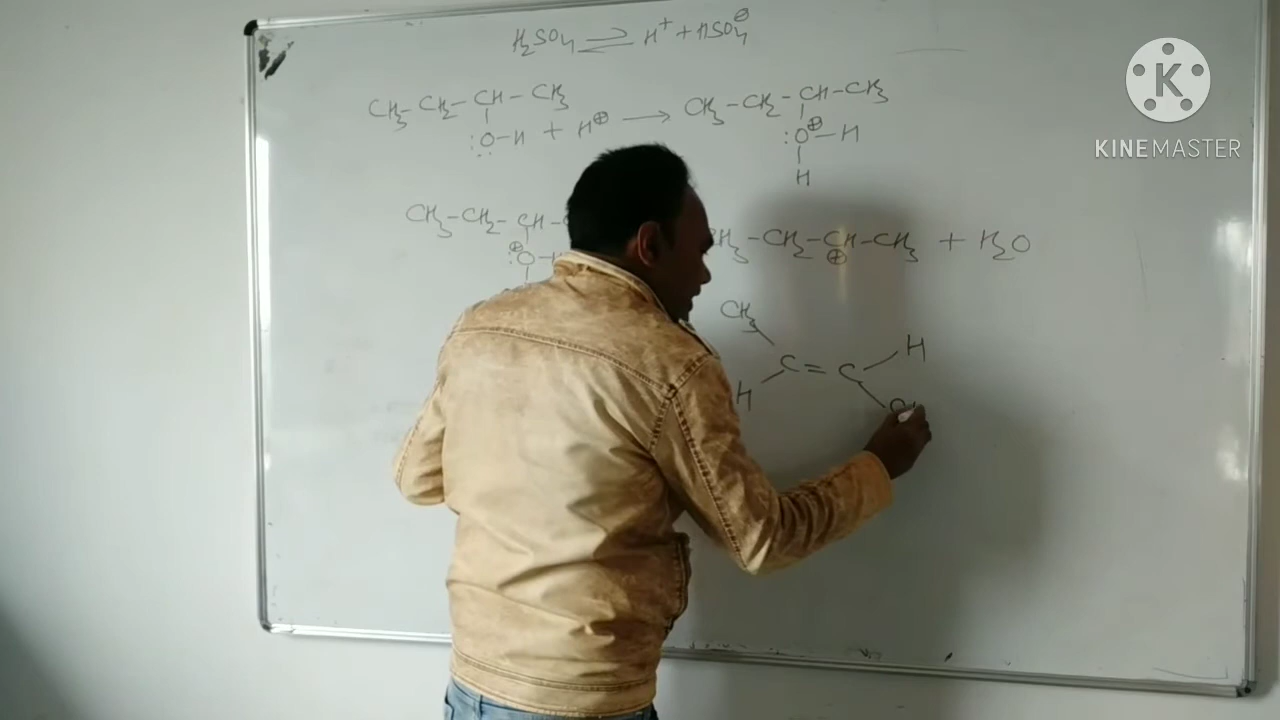 H₂SO₄ ⇌ H⁺ + HSO₄⊖
CH₃-CH₂-CH-CH₃
:O-H + H⊕ →
CH₃-CH₂-CH-CH₃
:O⊕-H
H
CH₃-CH₂-CH-
⊕
:O-H
CH₃-CH₂-CH-CH₃ + H₂O
⊕
CH₃
C=C
H
H
K
KINEMASTER